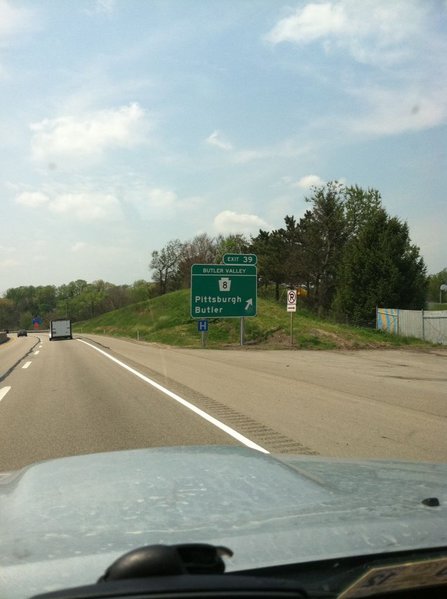 EXIT 39
BUTLER VALLEY
8
Pittsburgh
Butler
H